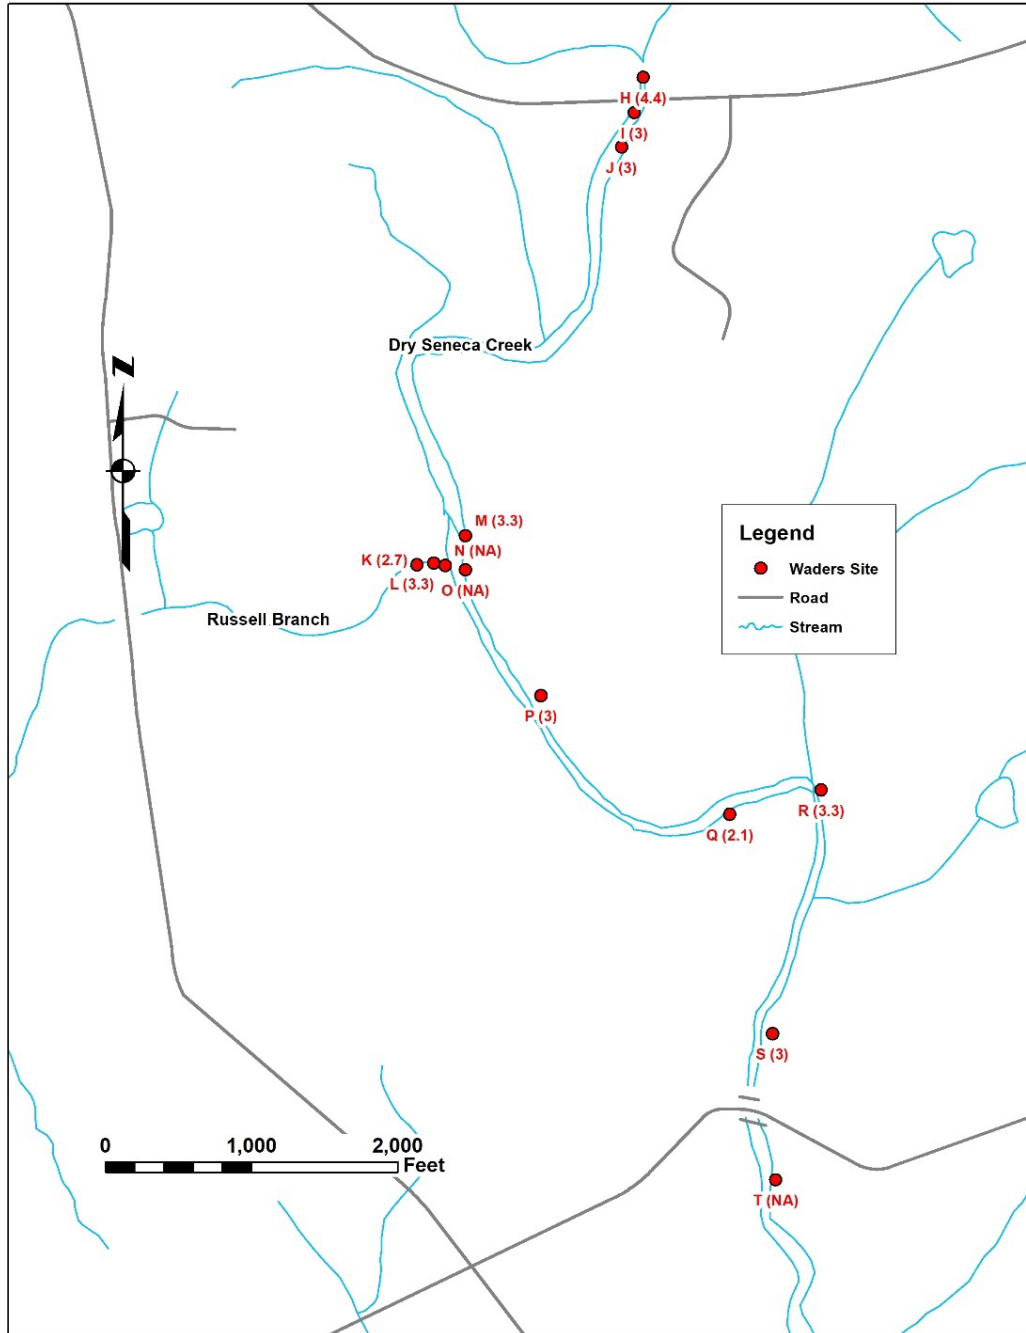 H (4.4)
I (3)
J (3)
Dry Seneca Creek
N
M (3.3)
N (NA)
K (2.7)
L (3.3)
O (NA)
Legend
Waders Site
Road
Stream
Russell Branch
P (3)
R (3.3)
Q (2.1)
S (3)
0 1,000 2,000
Feet
T (NA)